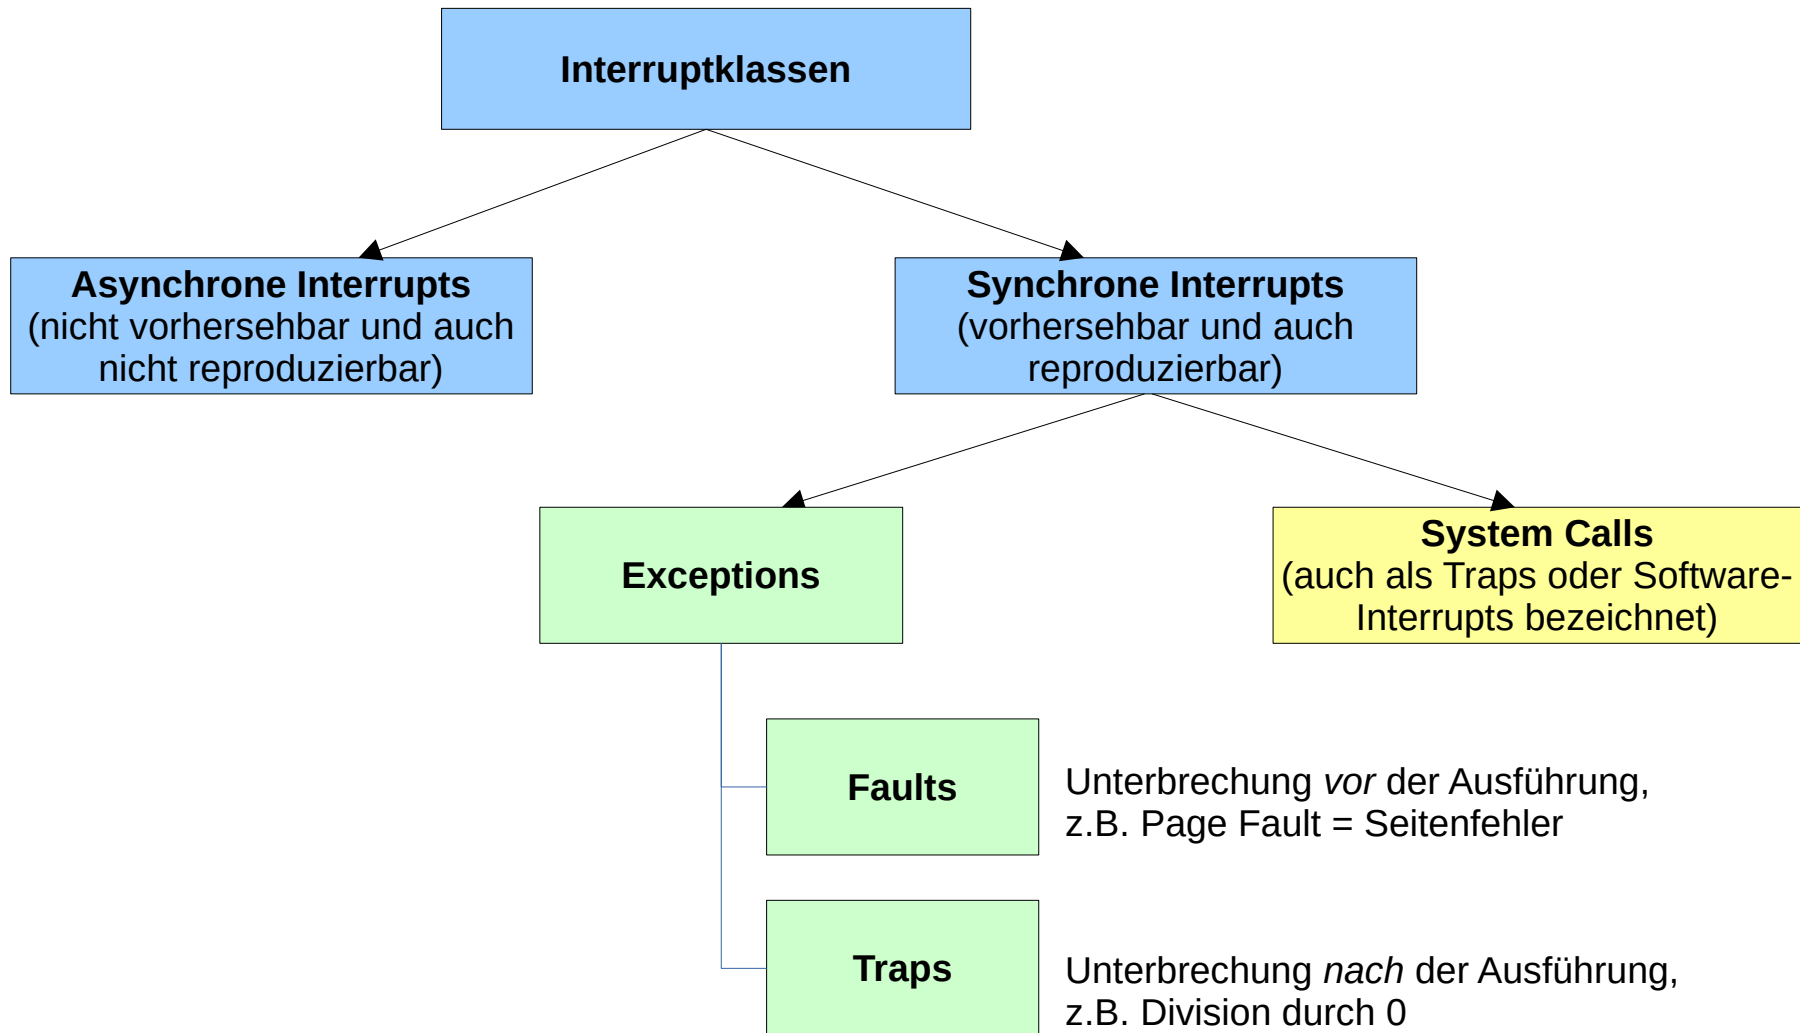 Interruptklassen
Asynchrone Interrupts
(nicht vorhersehbar und auch
nicht reproduzierbar)
Synchrone Interrupts
(vorhersehbar und auch
reproduzierbar)
Exceptions
System Calls
(auch als Traps oder Software-
Interrupts bezeichnet)
Faults
Unterbrechung vor der Ausführung,
z.B. Page Fault = Seitenfehler
Traps
Unterbrechung nach der Ausführung,
z.B. Division durch 0